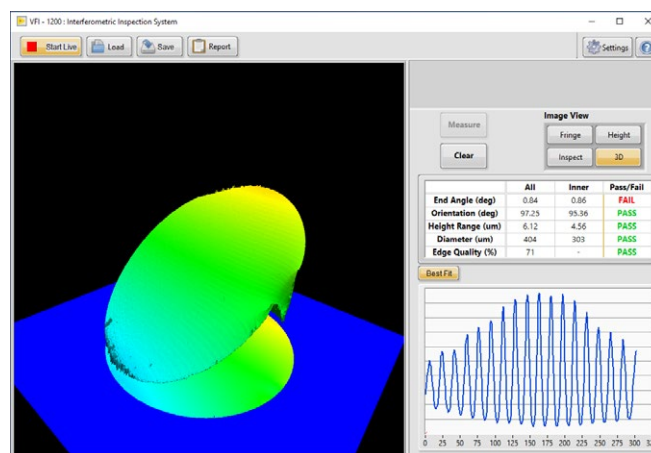 VFI - 1200 : Interferometric Inspection System
Start Live Load Save Report Settings
Image View
Measure Fringe Height
Clear Inspect 3D
All Inner Pass/Fail
End Angle (deg) 0.84 0.86 FAIL
Orientation (deg) 97.25 95.36 PASS
Height Range (um) 6.12 4.56 PASS
Diameter (um) 404 303 PASS
Edge Quality (%) 71 - PASS
Best Fit
0 25 50 75 100 125 150 175 200 225 250 275 300 32